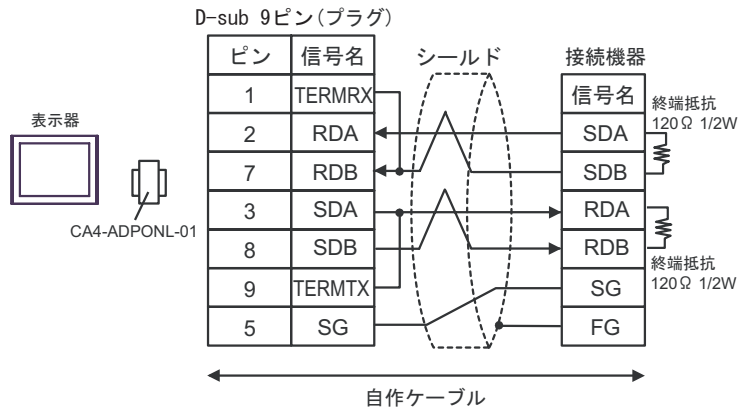 D-sub 9ピン(プラグ)
ピン 信号名 シールド 接続機器
1 TERMRX 信号名
終端抵抗
120Ω 1/2W
表示器
2 RDA SDA
7 RDB SDB
3 SDA RDA
CA4-ADPONL-01
8 SDB RDB
終端抵抗
120Ω 1/2W
9 TERMTX SG
5 SG FG
自作ケーブル